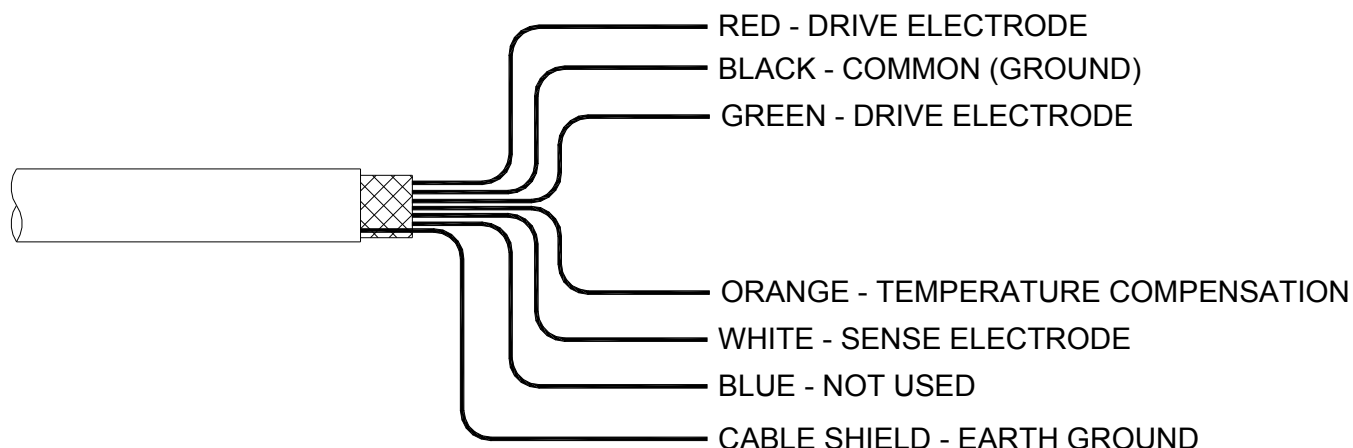 RED - DRIVE ELECTRODE
BLACK - COMMON (GROUND)
GREEN - DRIVE ELECTRODE
ORANGE - TEMPERATURE COMPENSATION
WHITE - SENSE ELECTRODE
BLUE - NOT USED
CABLE SHIELD - EARTH GROUND